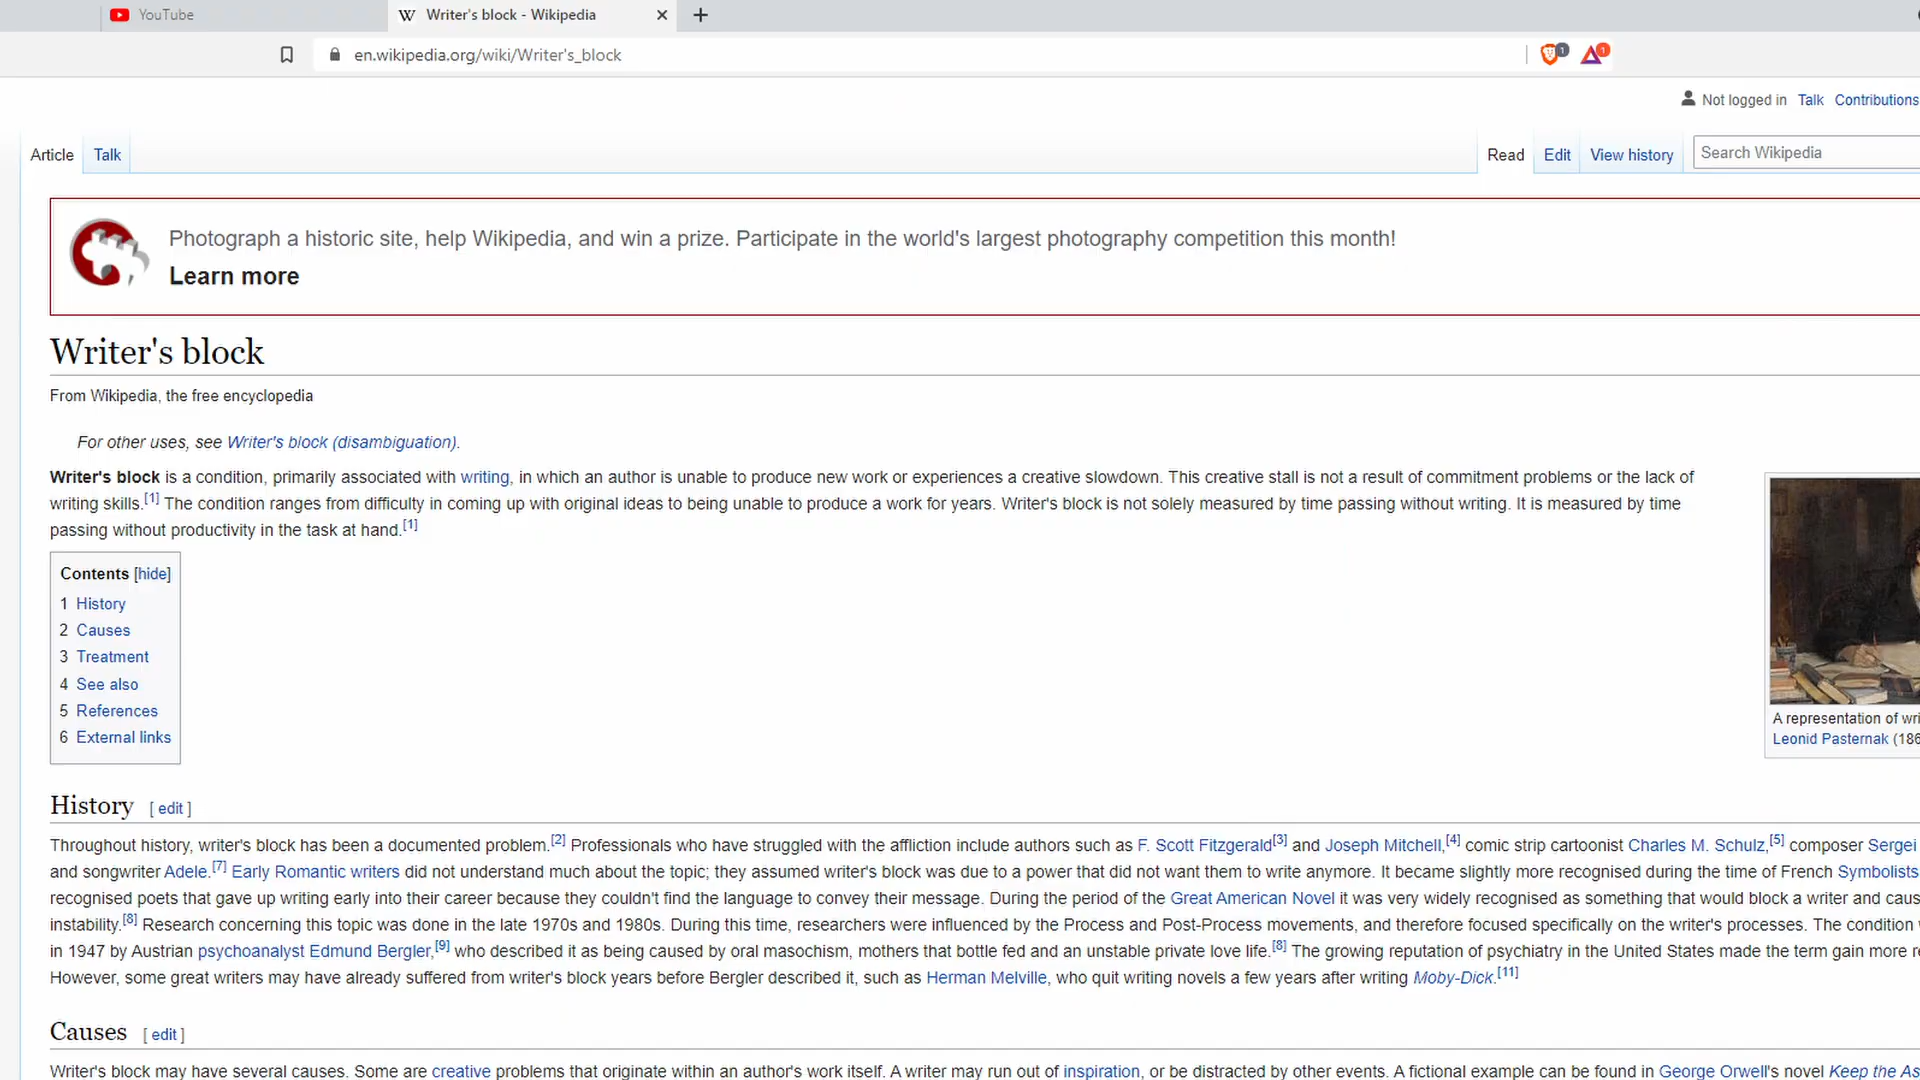 YouTube
Writer's block - Wikipedia
en.wikipedia.org/wiki/Writer's_block
1
1
Not logged in Talk Contributions
Article Talk
Read Edit View history
Search Wikipedia
Photograph a historic site, help Wikipedia, and win a prize. Participate in the world's largest photography competition this month!
Learn more
Writer's block
From Wikipedia, the free encyclopedia
For other uses, see Writer's block (disambiguation).
Writer's block is a condition, primarily associated with writing, in which an author is unable to produce new work or experiences a creative slowdown. This creative stall is not a result of commitment problems or the lack of
writing skills.[1] The condition ranges from difficulty in coming up with original ideas to being unable to produce a work for years. Writer's block is not solely measured by time passing without writing. It is measured by time
passing without productivity in the task at hand.[1]
Contents [hide]
1 History
2 Causes
3 Treatment
4 See also
5 References
6 External links
A representation of
Leonid Pasternak (186
History [ edit ]
Throughout history, writer's block has been a documented problem.[2] Professionals who have struggled with the affliction include authors such as F. Scott Fitzgerald[3] and Joseph Mitchell,[4] comic strip cartoonist Charles M. Schulz,[5] composer Sergei
and songwriter Adele.[7] Early Romantic writers did not understand much about the topic; they assumed writer's block was due to a power that did not want them to write anymore. It became slightly more recognised during the time of French Symbolists
recognised poets that gave up writing early into their career because they couldn't find the language to convey their message. During the period of the Great American Novel it was very widely recognised as something that would block a writer and
instability.[8] Research concerning this topic was done in the late 1970s and 1980s. During this time, researchers were influenced by the Process and Post-Process movements, and therefore focused specifically on the writer's processes. The condition
in 1947 by Austrian psychoanalyst Edmund Bergler,[9] who described it as being caused by oral masochism, mothers that bottle fed and an unstable private love life.[8] The growing reputation of psychiatry in the United States made the term gain more
However, some great writers may have already suffered from writer's block years before Bergler described it, such as Herman Melville, who quit writing novels a few years after writing Moby-Dick.[11]
Causes [ edit ]
Writer's block may have several causes. Some are creative problems that originate within an author's work itself. A writer may run out of inspiration, or be distracted by other events. A fictional example can be found in George Orwell's novel Keep the